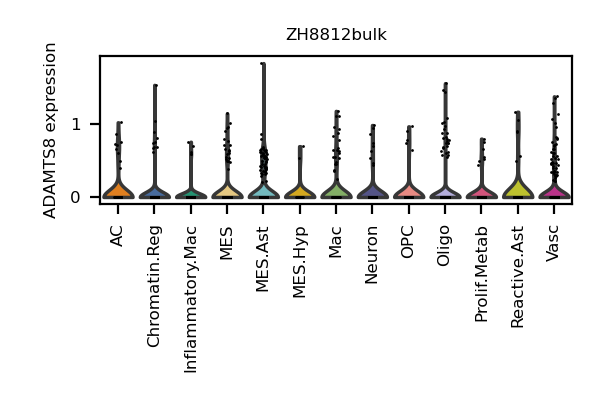 ZH8812bulk
ADAMTS8 expression
1
0
AC
Chromatin.Reg
Inflammatory.Mac
MES
MES.Ast
MES.Hyp
Mac
Neuron
OPC
Oligo
Prolif.Metab
Reactive.Ast
Vasc